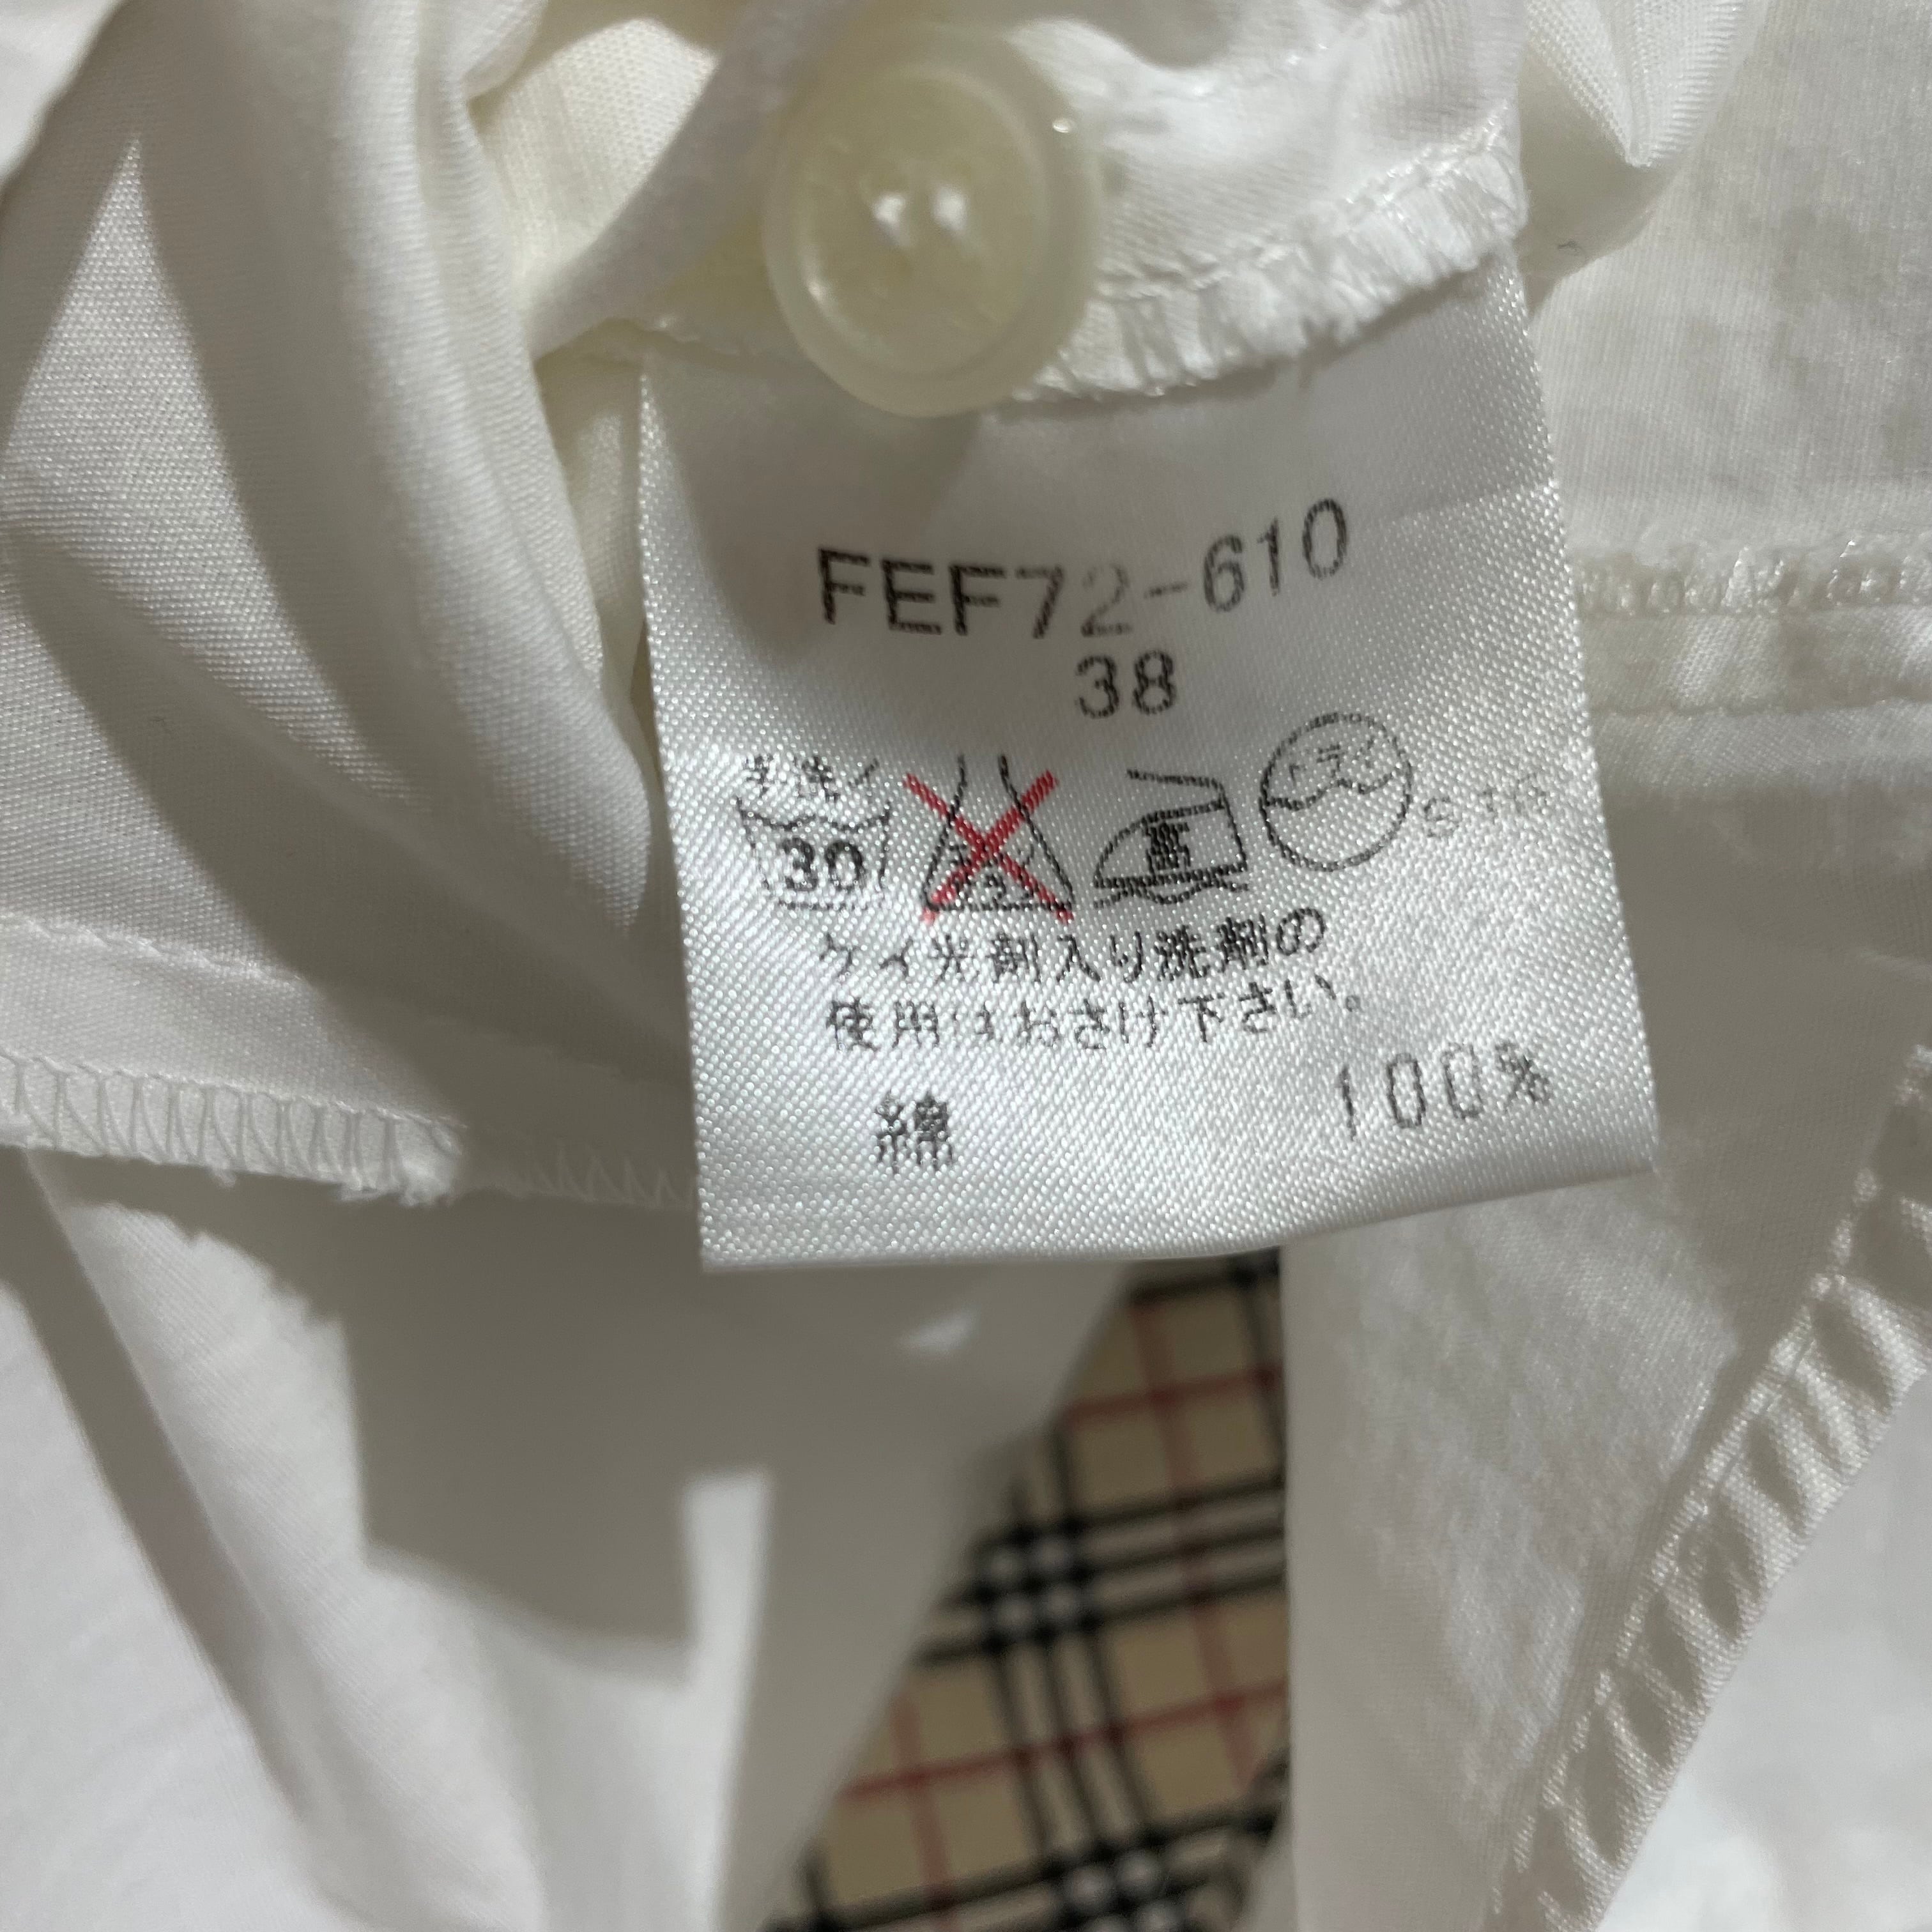 FEF72-610
38
手洗イ
30
高
ドライ
ケイ光剤入り洗剤の
使用はおさけ下さい。
綿 100%